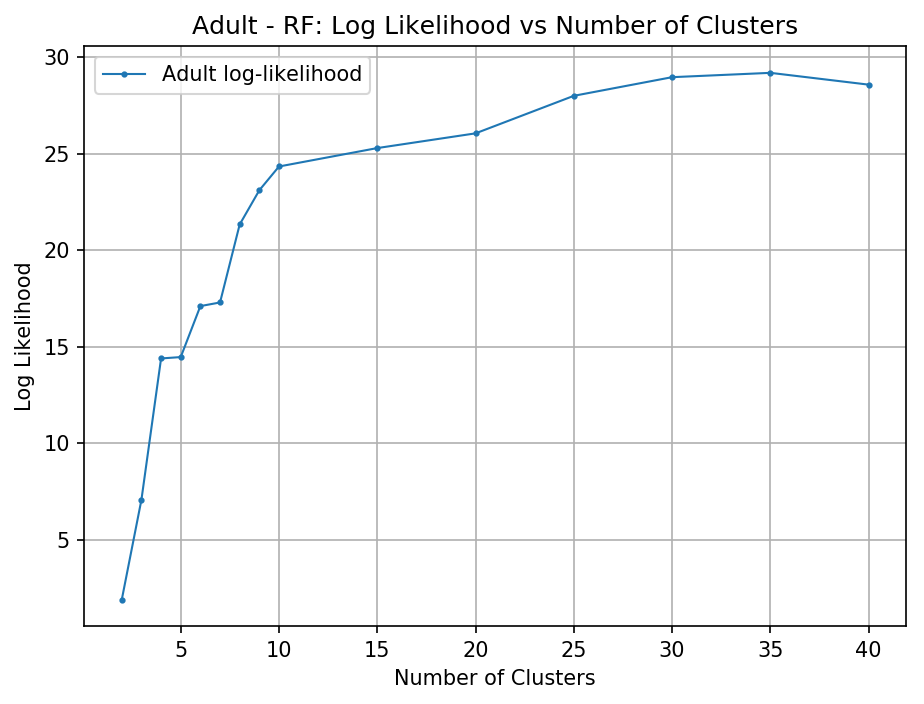 Adult - RF: Log Likelihood vs Number of Clusters
Adult log-likelihood
30
25
20
15
10
5
Log Likelihood
5 10 15 20 25 30 35 40
Number of Clusters